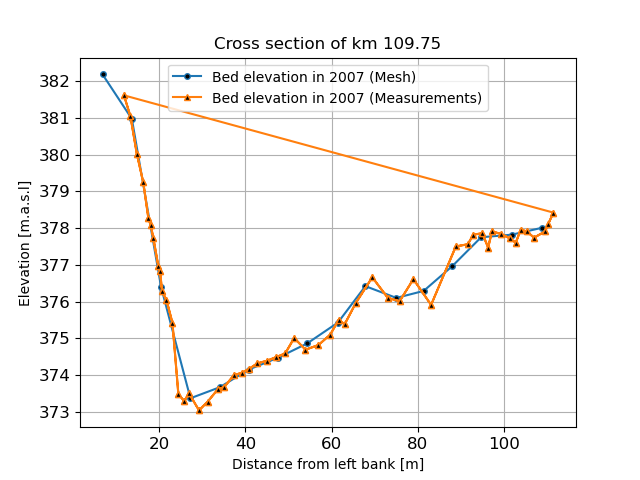 Cross section of km 109.75
Bed elevation in 2007 (Mesh)
Bed elevation in 2007 (Measurements)
382
381
380
379
378
377
376
375
374
373
Elevation [m.a.s.l]
20 40 60 80 100
Distance from left bank [m]